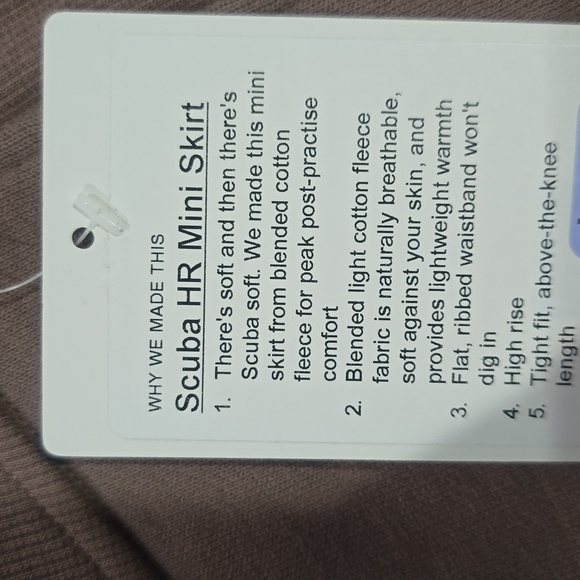 WHY WE MADE THIS
Scuba HR Mini Skirt
1. There's soft and then there's
Scuba soft. We made this mini
skirt from blended cotton
fleece for peak post-practise
comfort
2. Blended light cotton fleece
fabric is naturally breathable,
soft against your skin, and
provides lightweight warmth
3. Flat, ribbed waistband won't
dig in
4. High rise
5. Tight fit, above-the-knee
length